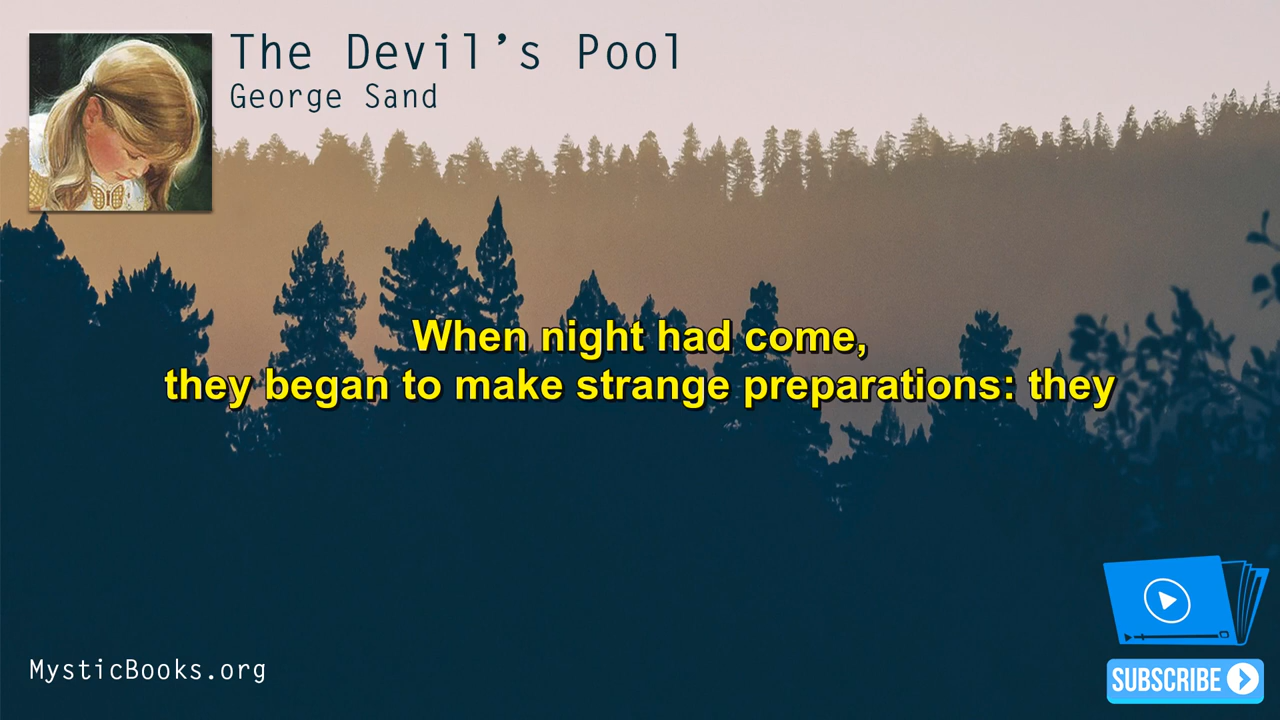 The Devil’s Pool
George Sand
When night had come,
they began to make strange preparations: they
MysticBooks.org
SUBSCRIBE